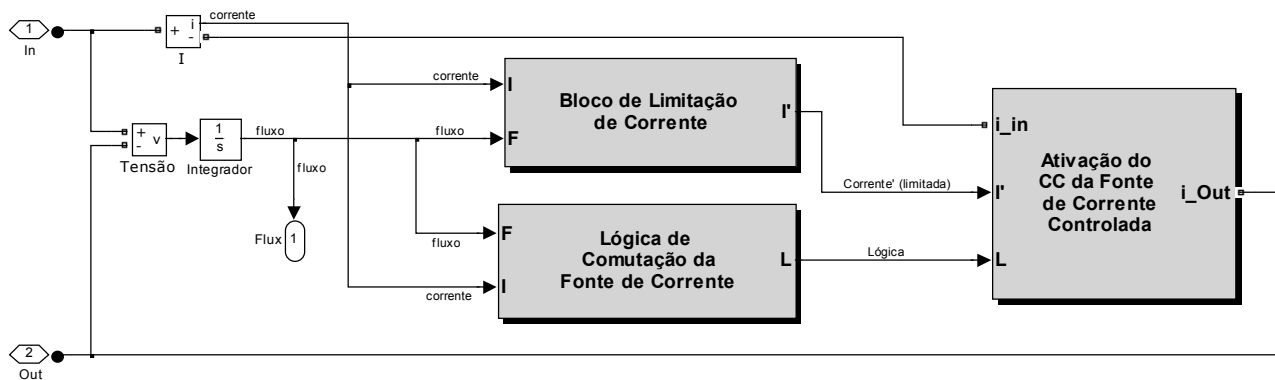 1
In
+
-
i
I
corrente
+
-
v
Tensão
1
s
Integrador
fluxo
fluxo
Flux
1
corrente
I
fluxo
F
Bloco de Limitação
de Corrente
I'
F
fluxo
I
corrente
Lógica de
Comutação da
Fonte de Corrente
L
Corrente' (limitada)
Lógica
i_in
I'
L
Ativação do
CC da Fonte
de Corrente
Controlada
i_Out
2
Out